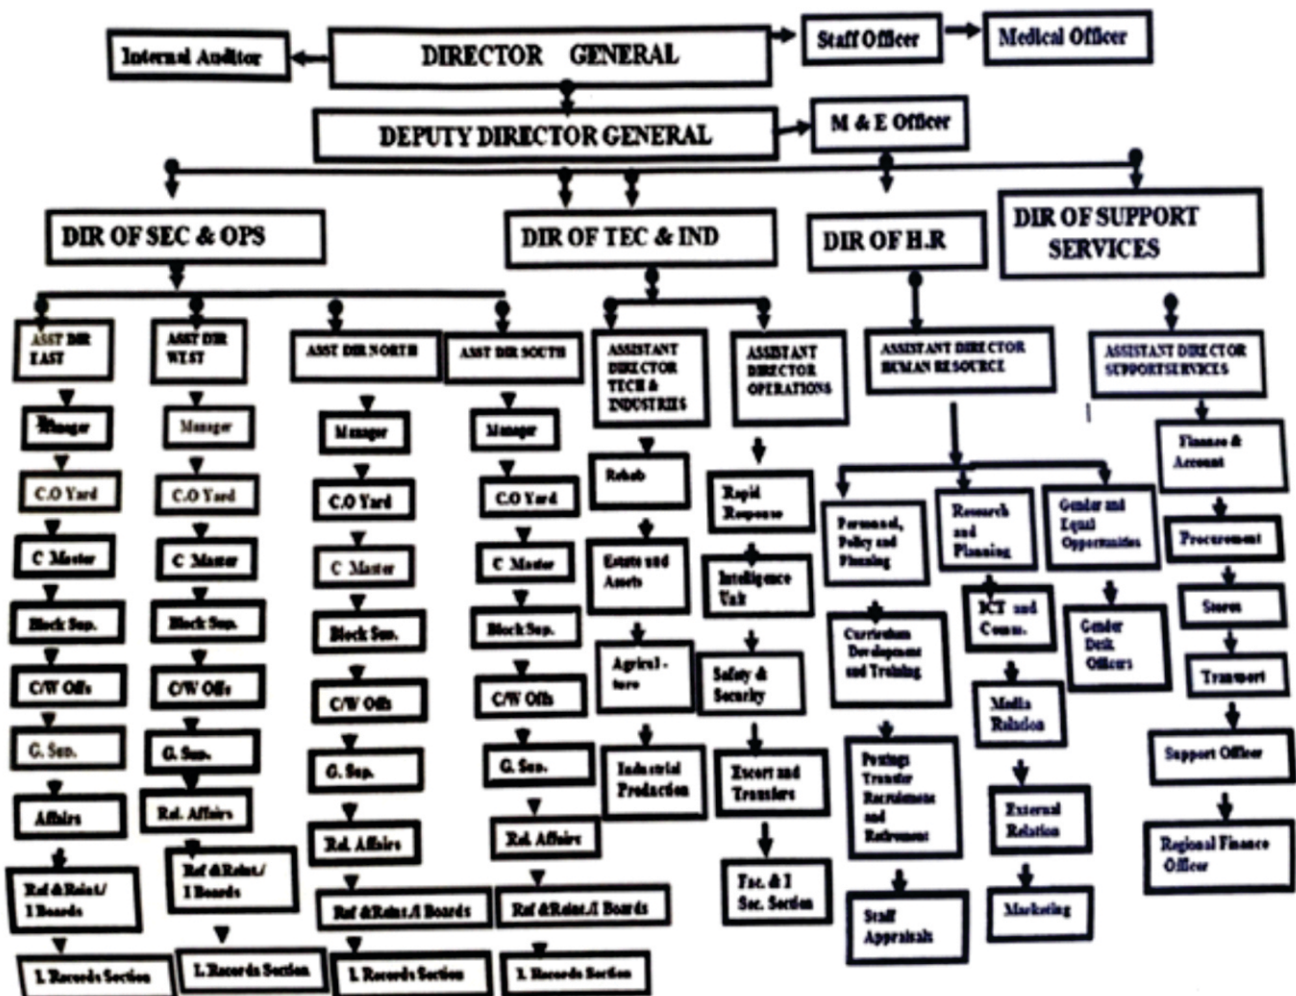 Internal Auditor
DIRECTOR GENERAL
Staff Officer
Medical Officer
DEPUTY DIRECTOR GENERAL
M & E Officer
DIR OF SEC & OPS
DIR OF TEC & IND
DIR OF H.R
DIR OF SUPPORT
SERVICES
ASST DIR
EAST
ASST DIR
WEST
ASST DIR NORTH
ASST DIR SOUTH
ASSISTANT
DIRECTOR
TECH &
INDUSTRIES
ASSISTANT
DIRECTOR
OPERATIONS
ASSISTANT DIRECTOR
HUMAN RESOURCE
ASSISTANT DIRECTOR
SUPPORT SERVICES
Manager
C.O Yard
C Master
Block Sup.
C/W Offs
G. Sup.
Affairs
Ref & Reint./
I Boards
I. Records Section
Manager
C.O Yard
C Master
Block Sup.
C/W Offs
G. Sup.
Rel. Affairs
Ref & Reint./
I Boards
I. Records Section
Manager
C.O Yard
C Master
Block Sup.
C/W Offs
G. Sup.
Rel. Affairs
Ref & Reint./I Boards
I. Records Section
Manager
C.O Yard
C Master
Block Sup.
C/W Offs
G. Sup.
Rel. Affairs
Ref & Reint./I Boards
I. Records Section
Rehab
Estate and
Assets
Agricul -
ture
Industrial
Production
Rapid
Response
Intelligence
Unit
Safety &
Security
Escort and
Transfers
Fac. & I
Sec. Section
Personnel,
Policy and
Planning
Curriculum
Development
and Training
Postings
Transfer
Recruitment
and
Retirement
Staff
Appraisals
Research
and
Planning
ICT and
Comm.
Media
Relation
External
Relation
Marketing
Gender and
Equal
Opportunities
Gender
Desk
Officers
Finance &
Account
Procurement
Stores
Transport
Support Officer
Regional Finance
Officer